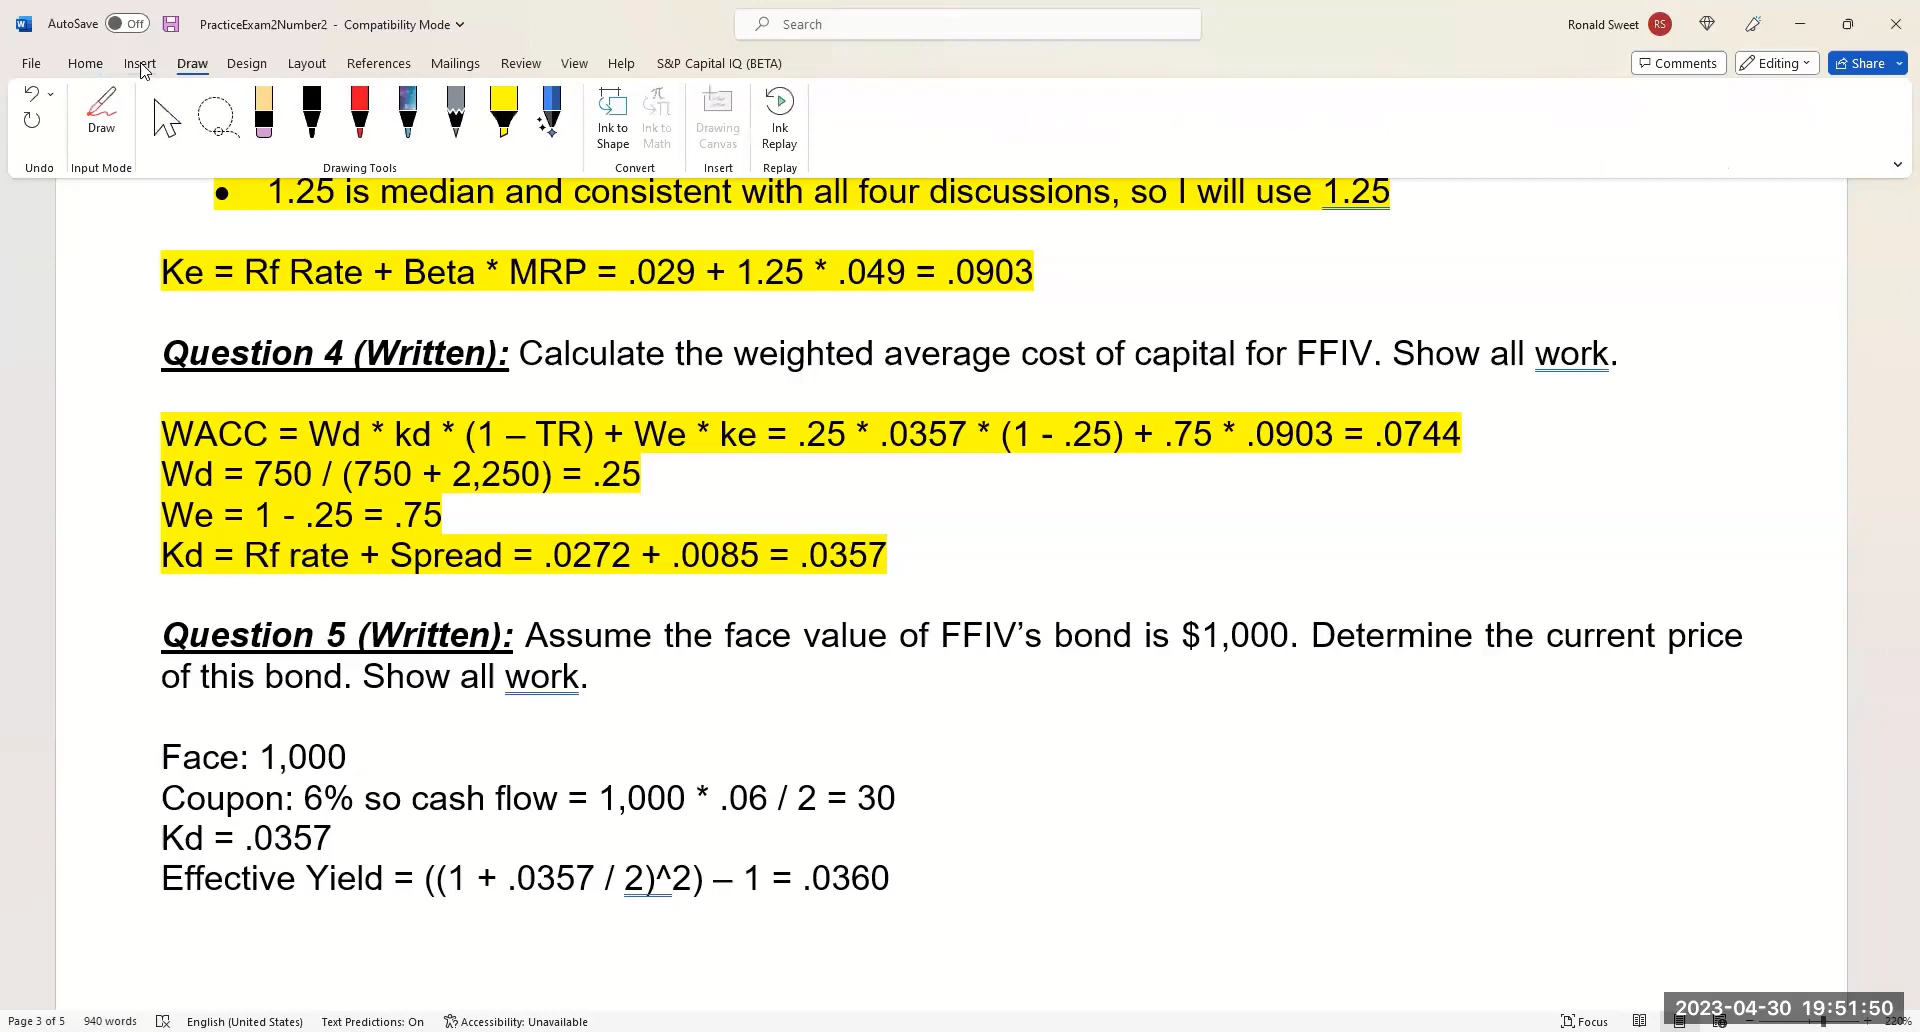 AutoSave Off PracticeExam2Number2 - Compatibility Mode Search Ronald Sweet RS
File Home Insert Draw Design Layout References Mailings Review View Help S&P Capital IQ (BETA) Comments Editing Share
Draw Ink to Shape Ink to Math Drawing Canvas Ink Replay
Undo Input Mode Drawing Tools Convert Insert Replay
• 1.25 is median and consistent with all four discussions, so I will use 1.25
Ke = Rf Rate + Beta * MRP = .029 + 1.25 * .049 = .0903
Question 4 (Written): Calculate the weighted average cost of capital for FFIV. Show all work.
WACC = Wd * kd * (1 – TR) + We * ke = .25 * .0357 * (1 - .25) + .75 * .0903 = .0744
Wd = 750 / (750 + 2,250) = .25
We = 1 - .25 = .75
Kd = Rf rate + Spread = .0272 + .0085 = .0357
Question 5 (Written): Assume the face value of FFIV’s bond is $1,000. Determine the current price
of this bond. Show all work.
Face: 1,000
Coupon: 6% so cash flow = 1,000 * .06 / 2 = 30
Kd = .0357
Effective Yield = ((1 + .0357 / 2)^2) – 1 = .0360
2023-04-30 19:51:50
Page 3 of 5 940 words English (United States) Text Predictions: On Accessibility: Unavailable Focus 220%